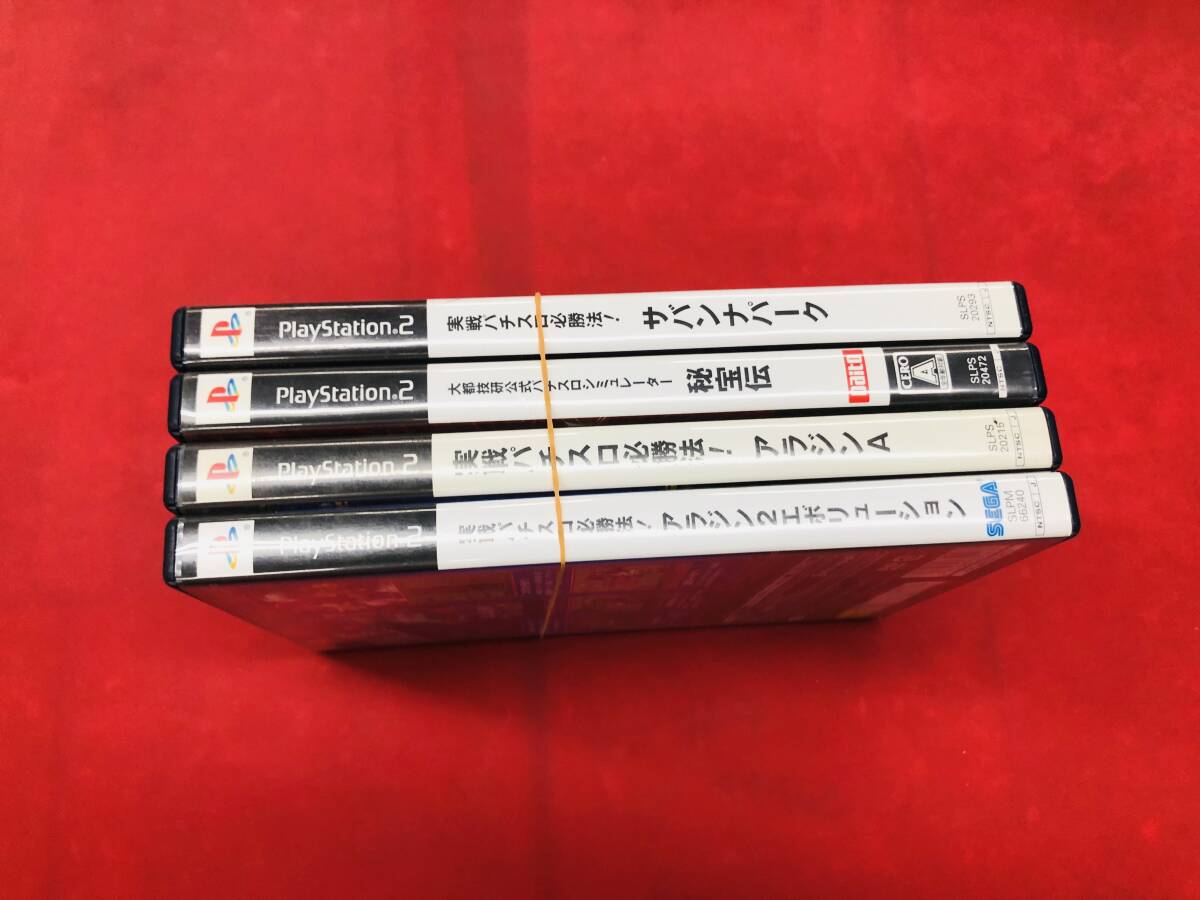 PlayStation.2 実戦パチスロ必勝法! サバンナパーク SLPS 20293 NTSC J
PlayStation.2 大都技研公式パチスロシミュレーター 秘宝伝 Daito CERO A SLPS 20472 NTSC J
PlayStation.2 実戦パチスロ必勝法! アラジンA SLPS 20216 NTSC J
PlayStation.2 実戦パチスロ必勝法! アラジン2エボリューション SEGA SLPM 66240 NTSC J